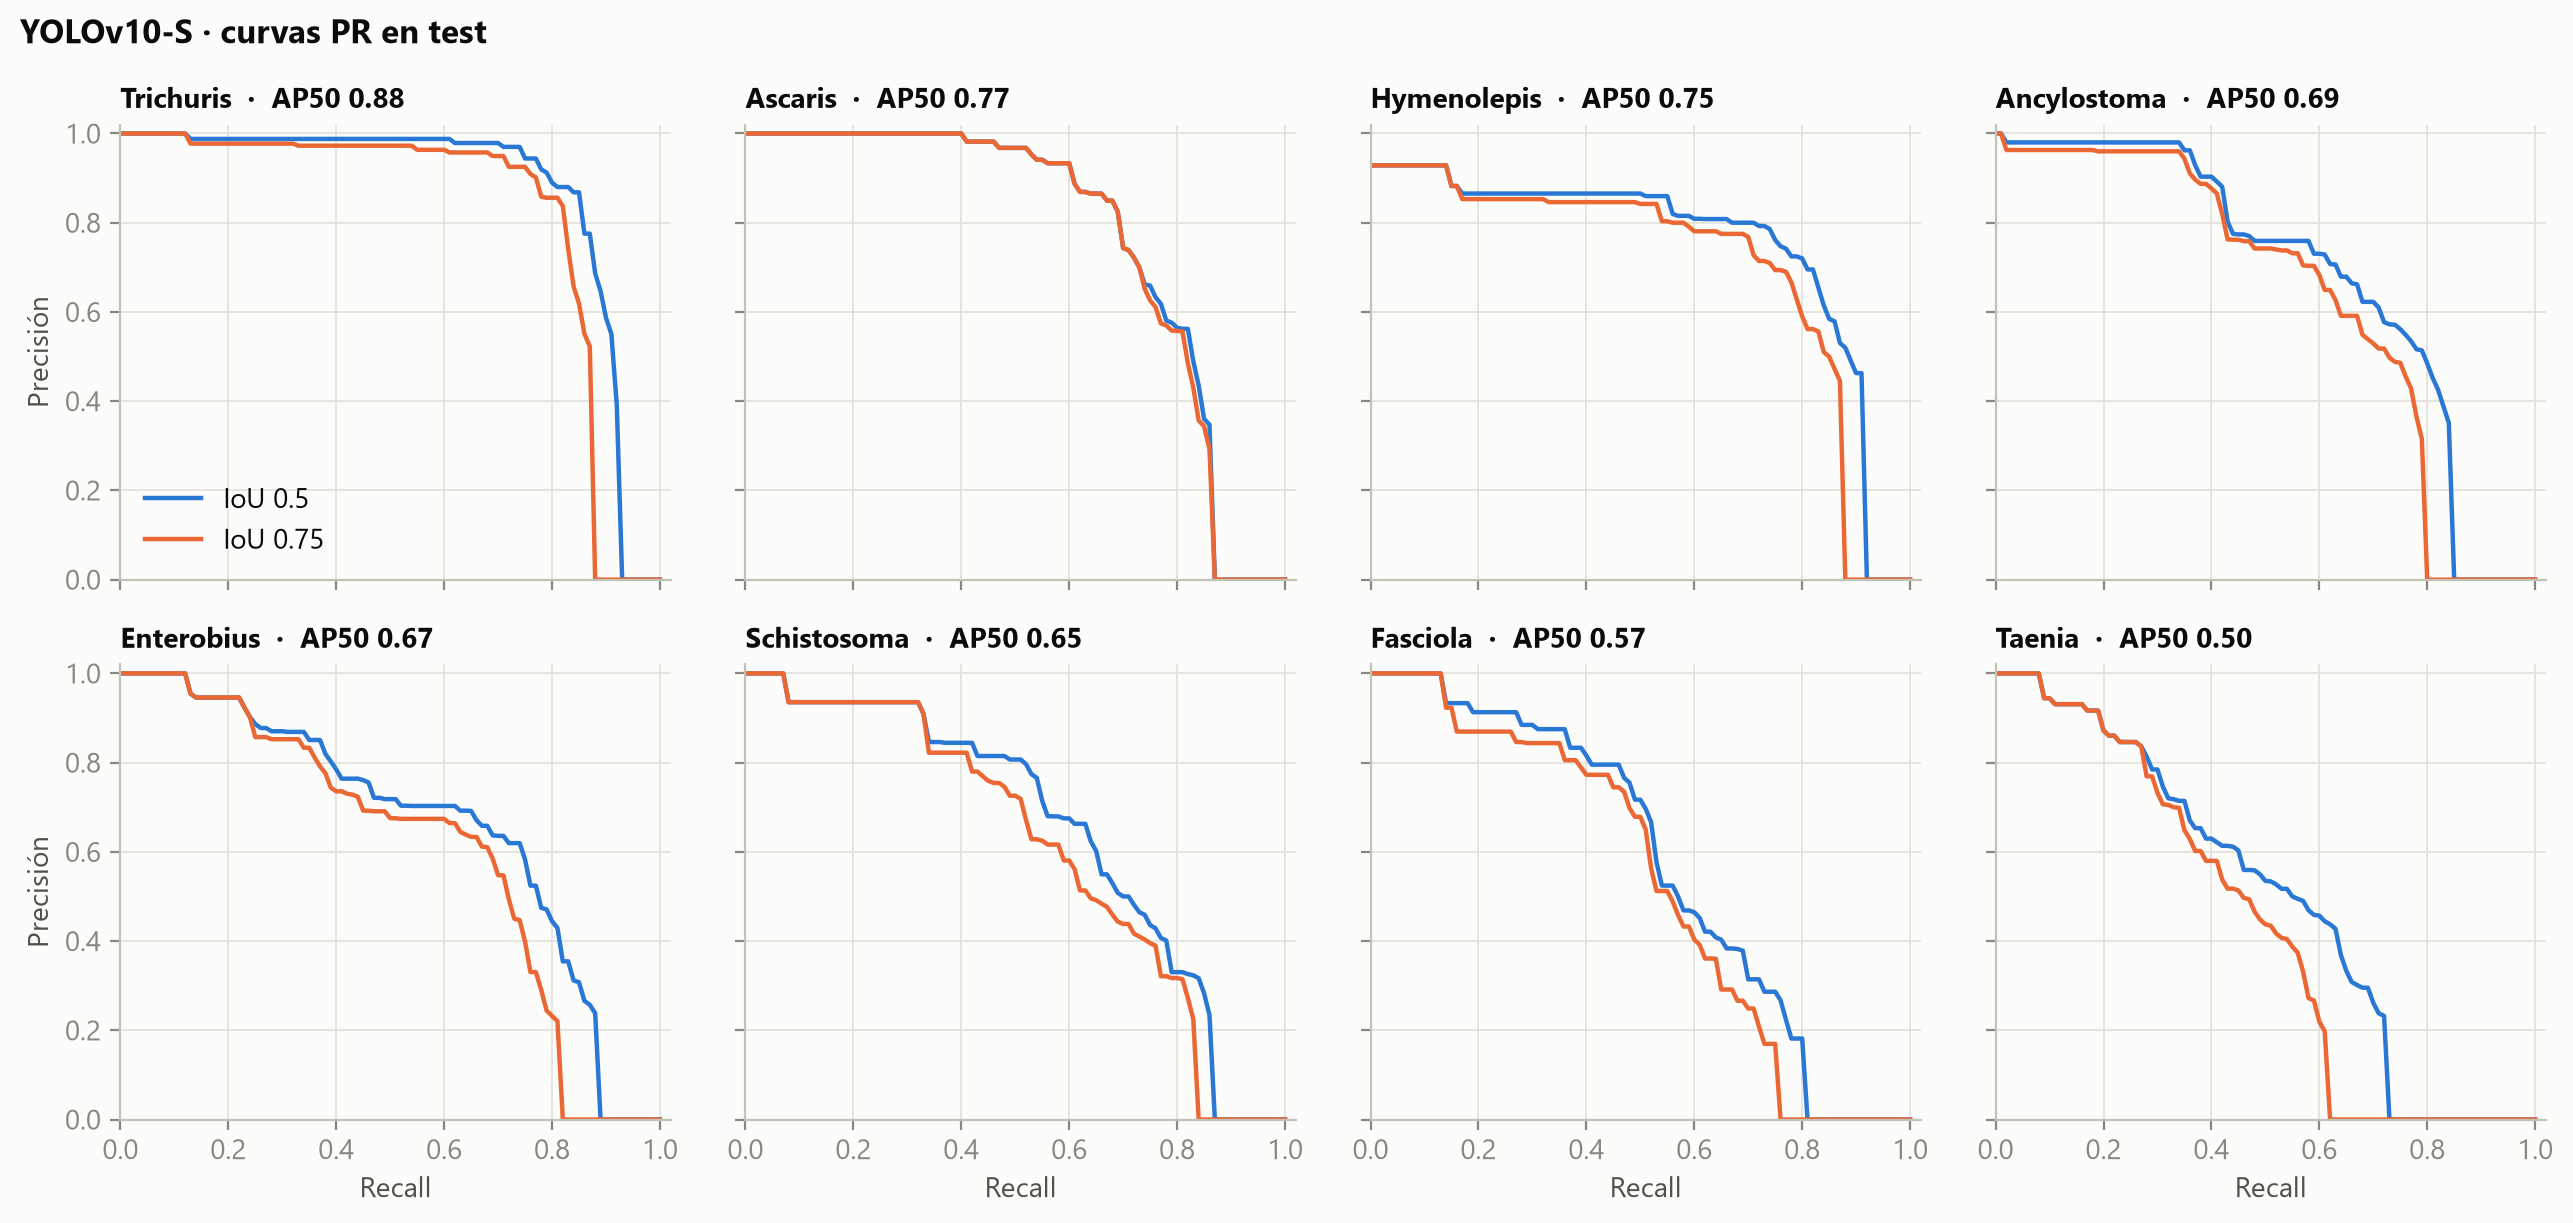 YOLOv10-S · curvas PR en test
Trichuris · AP50 0.88
Ascaris · AP50 0.77
Hymenolepis · AP50 0.75
Ancylostoma · AP50 0.69
1.0
0.8
0.6
0.4
0.2
0.0
Precisión
IoU 0.5
IoU 0.75
Enterobius · AP50 0.67
Schistosoma · AP50 0.65
Fasciola · AP50 0.57
Taenia · AP50 0.50
1.0
0.8
0.6
0.4
0.2
0.0
Precisión
0.0 0.2 0.4 0.6 0.8 1.0
0.0 0.2 0.4 0.6 0.8 1.0
0.0 0.2 0.4 0.6 0.8 1.0
0.0 0.2 0.4 0.6 0.8 1.0
Recall
Recall
Recall
Recall